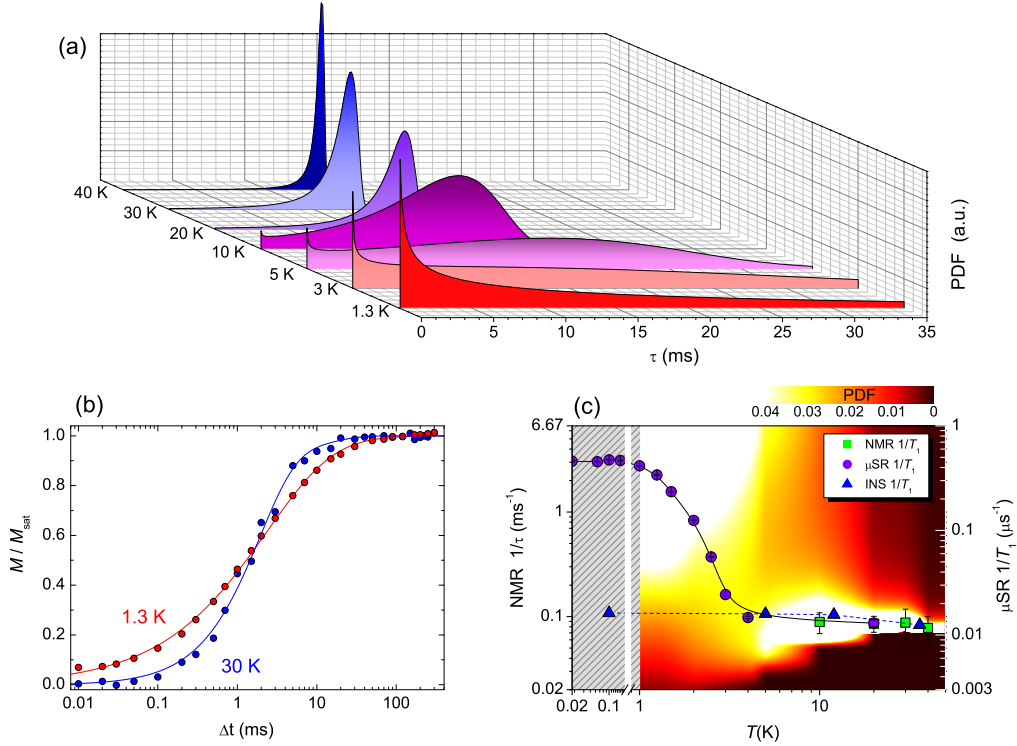 (a)
40 K
30 K
20 K
10 K
5 K
3 K
1.3 K
0 5 10 15 20 25 30 35
τ (ms)
PDF (a.u.)
(b)
1.0
0.8
0.6
0.4
0.2
0.0
M / M_sat
1.3 K
30 K
0.01 0.1 1 10 100
Δt (ms)
(c)
PDF
0.04 0.03 0.02 0.01 0
6.67
1
0.1
0.02
NMR 1/τ (ms⁻¹)
NMR 1/T₁
μSR 1/T₁
INS 1/T₁
1
0.1
0.01
0.003
μSR 1/T₁ (μs⁻¹)
0.02 0.1 1 10
T(K)